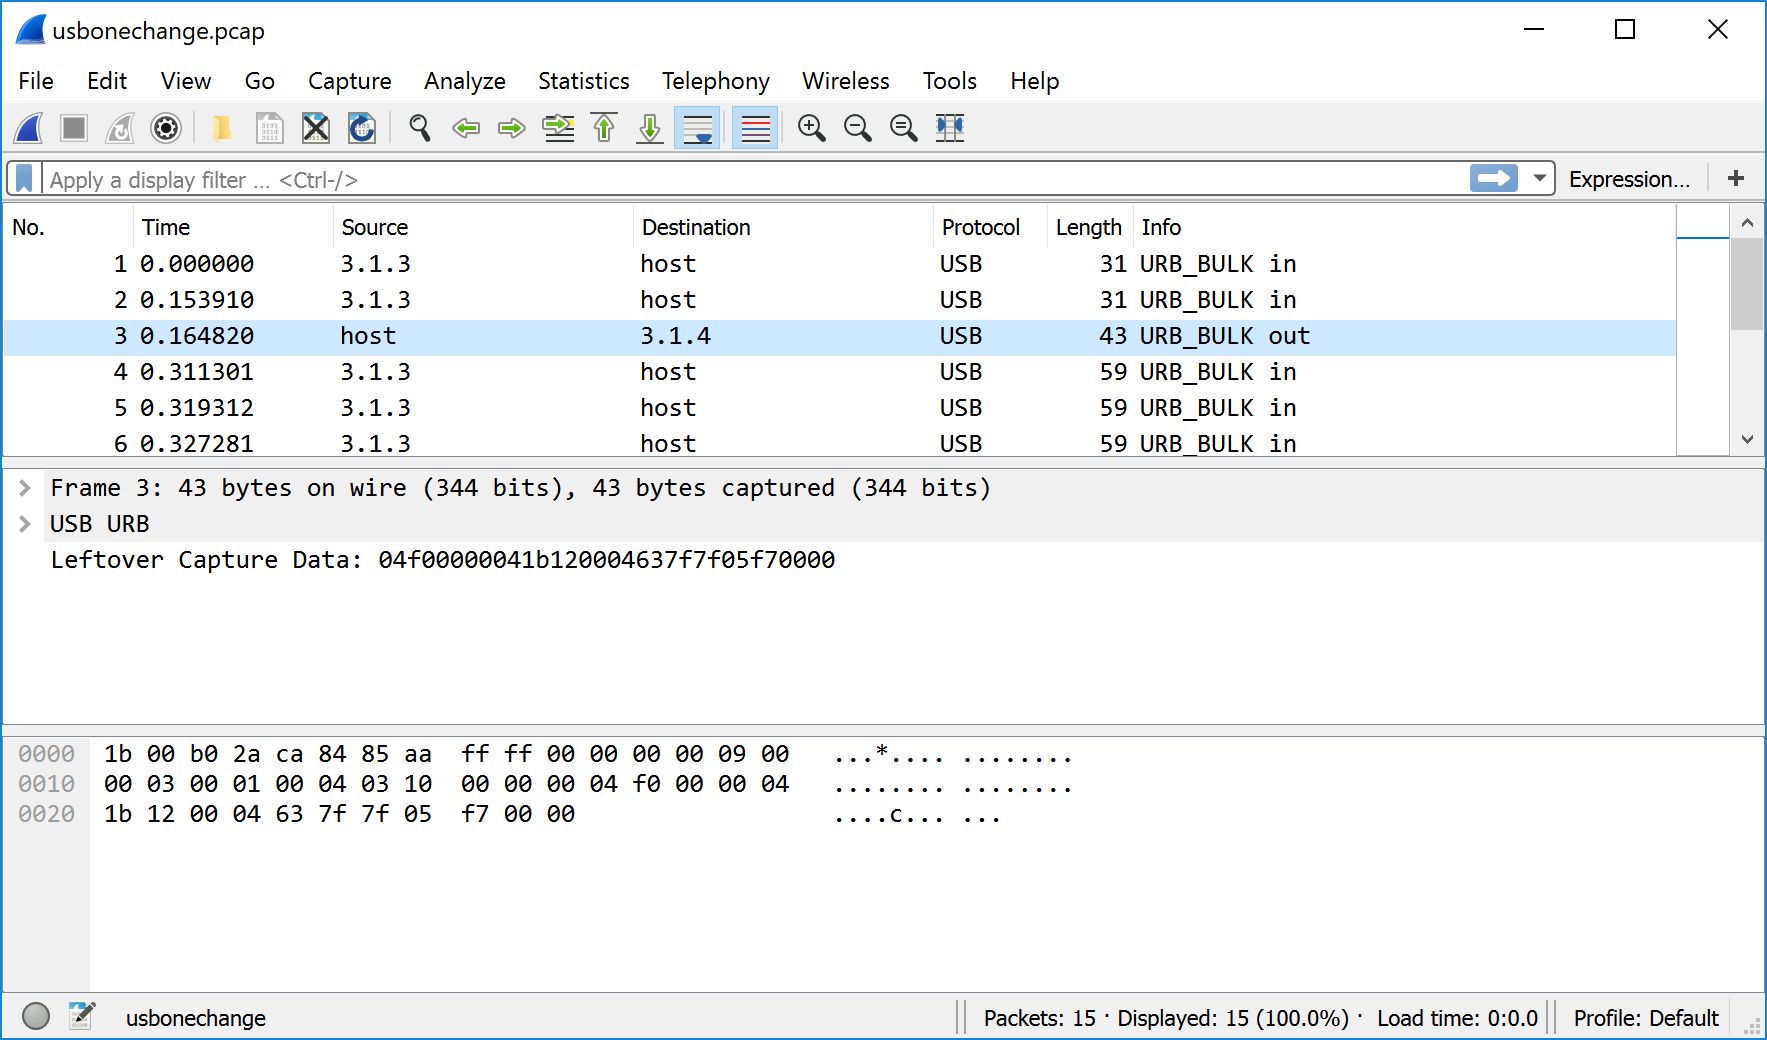 usbonechange.pcap
File Edit View Go Capture Analyze Statistics Telephony Wireless Tools Help
Apply a display filter ... <Ctrl-/> Expression... +
No. Time Source Destination Protocol Length Info
1 0.000000 3.1.3 host USB 31 URB_BULK in
2 0.153910 3.1.3 host USB 31 URB_BULK in
3 0.164820 host 3.1.4 USB 43 URB_BULK out
4 0.311301 3.1.3 host USB 59 URB_BULK in
5 0.319312 3.1.3 host USB 59 URB_BULK in
6 0.327281 3.1.3 host USB 59 URB_BULK in
Frame 3: 43 bytes on wire (344 bits), 43 bytes captured (344 bits)
USB URB
Leftover Capture Data: 04f00000041b120004637f7f05f70000
0000 1b 00 b0 2a ca 84 85 aa ff ff 00 00 00 00 09 00 ...*.... ........
0010 00 03 00 01 00 04 03 10 00 00 00 04 f0 00 00 04 ........ ........
0020 1b 12 00 04 63 7f 7f 05 f7 00 00 ....c... ...
usbonechange Packets: 15 · Displayed: 15 (100.0%) · Load time: 0:0.0 Profile: Default